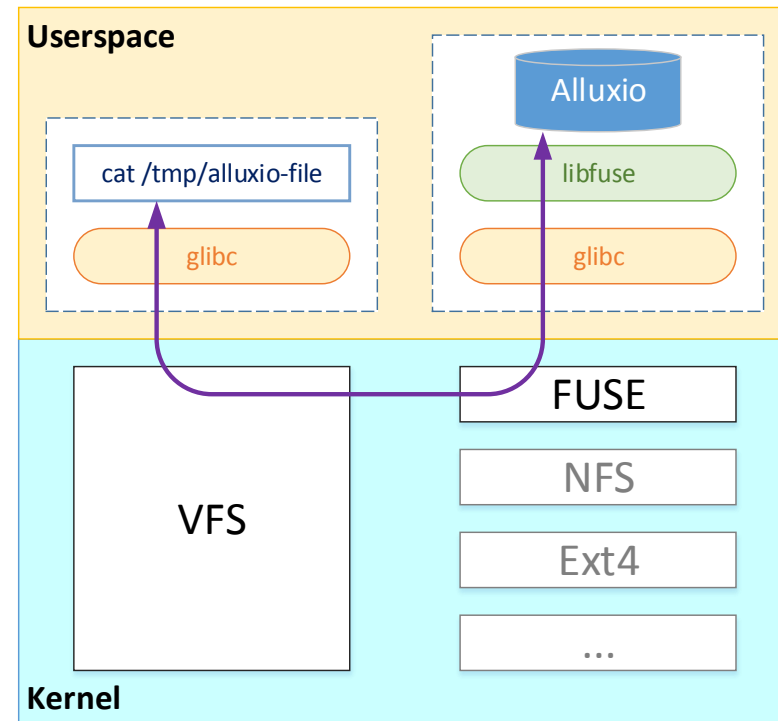 Userspace
cat /tmp/alluxio-file
glibc
Alluxio
libfuse
glibc
VFS
FUSE
NFS
Ext4
...
Kernel